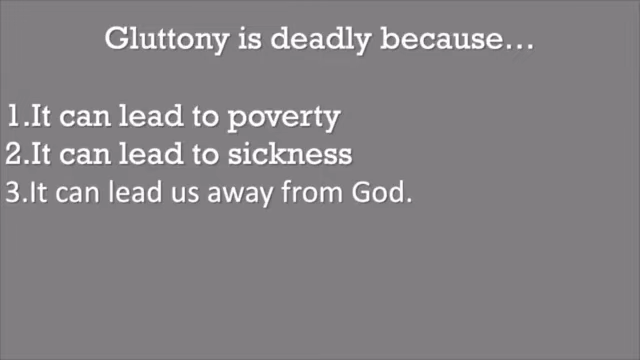 Gluttony is deadly because...
1.It can lead to poverty
2.It can lead to sickness
3.It can lead us away from God.